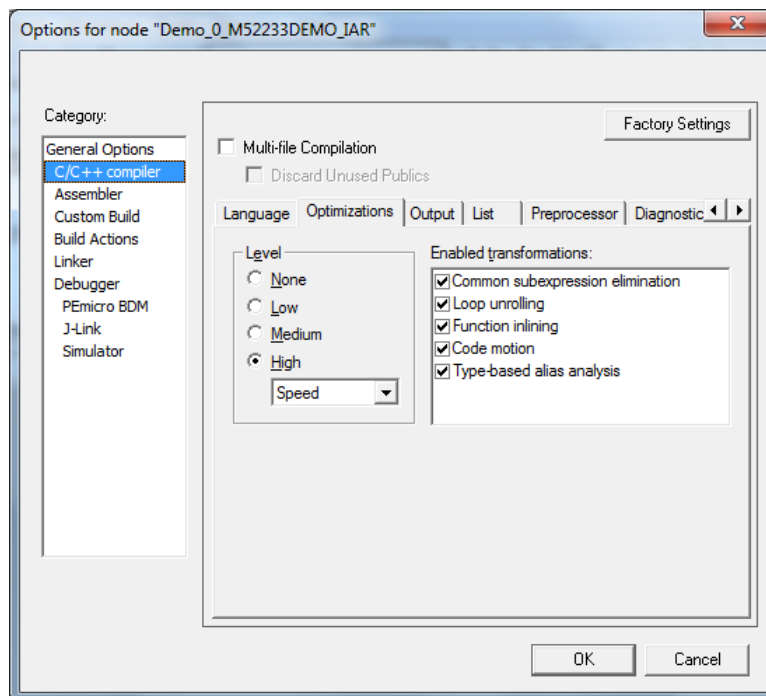 Options for node "Demo_0_M52233DEMO_IAR"
Category:
General Options
C/C++ compiler
Assembler
Custom Build
Build Actions
Linker
Debugger
PEmicro BDM
J-Link
Simulator
Factory Settings
Multi-file Compilation
Discard Unused Publics
Language Optimizations Output List Preprocessor Diagnostic
Level
None
Low
Medium
High
Speed
Enabled transformations:
Common subexpression elimination
Loop unrolling
Function inlining
Code motion
Type-based alias analysis
OK Cancel